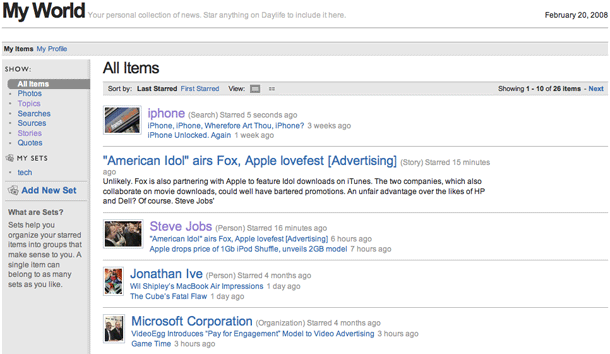 My World Your personal collection of news. Star anything on Daylife to include it here.
February 20, 2008
My Items My Profile
SHOW:
All Items
Photos
Topics
Searches
Sources
Stories
Quotes
MY SETS
tech
Add New Set
What are Sets?
Sets help you
organize your starred
items into groups that
make sense to you. A
single item can
belong to as many
sets as you like.
All Items
Sort by: Last Starred First Starred View:
Showing 1 - 10 of 26 items - Next
iphone (Search) Starred 5 seconds ago
iPhone, iPhone, Wherefore Art Thou, iPhone? 3 weeks ago
iPhone Unlocked. Again 1 week ago
"American Idol" airs Fox, Apple lovefest [Advertising] (Story) Starred 15 minutes
ago
Unlikely. Fox is also partnering with Apple to feature Idol downloads on iTunes. The two companies, which also
collaborate on movie downloads, could well have bartered promotions. An unfair advantage over the likes of HP
and Dell? Of course. Steve Jobs'
Steve Jobs (Person) Starred 16 minutes ago
"American Idol" airs Fox, Apple lovefest [Advertising] 6 hours ago
Apple drops price of 1Gb iPod Shuffle, unveils 2GB model 7 hours ago
Jonathan Ive (Person) Starred 4 months ago
Wil Shipley's MacBook Air Impressions 1 day ago
The Cube's Fatal Flaw 1 day ago
Microsoft Corporation (Organization) Starred 4 months ago
VideoEgg Introduces "Pay for Engagement" Model to Video Advertising 3 hours ago
Game Time 3 hours ago